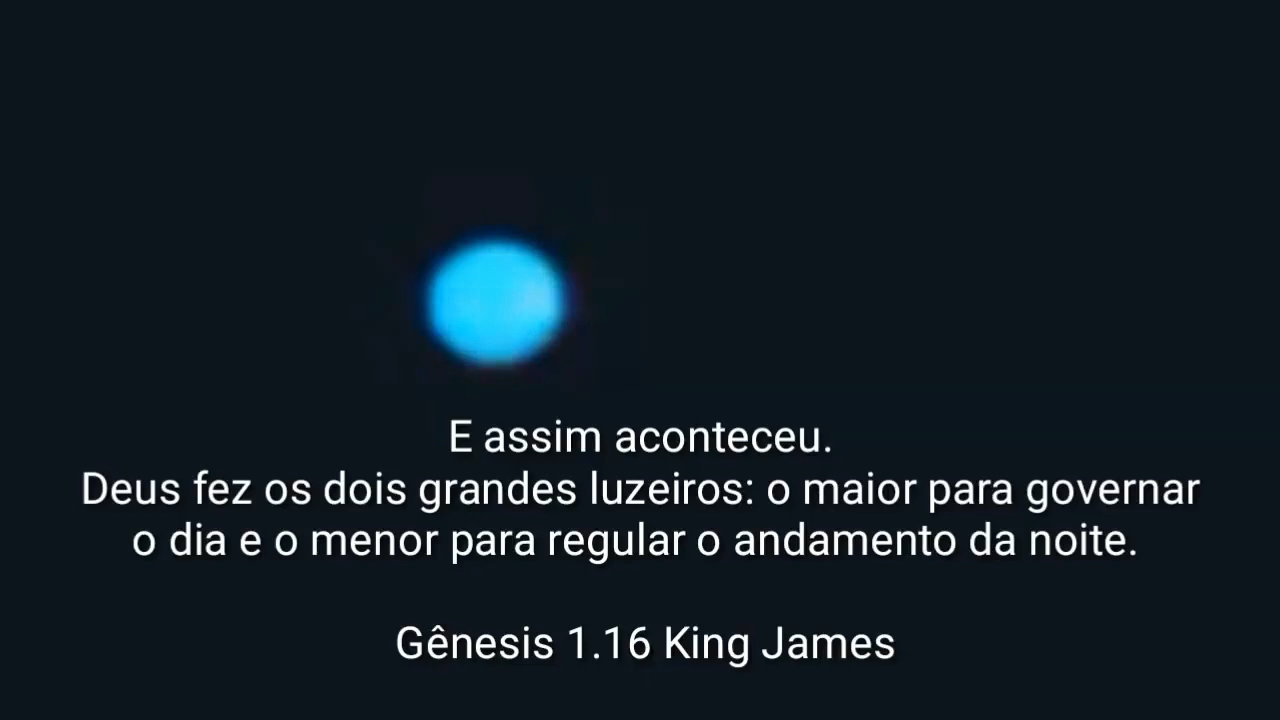 E assim aconteceu.
Deus fez os dois grandes luzeiros: o maior para governar
o dia e o menor para regular o andamento da noite.
Gênesis 1.16 King James